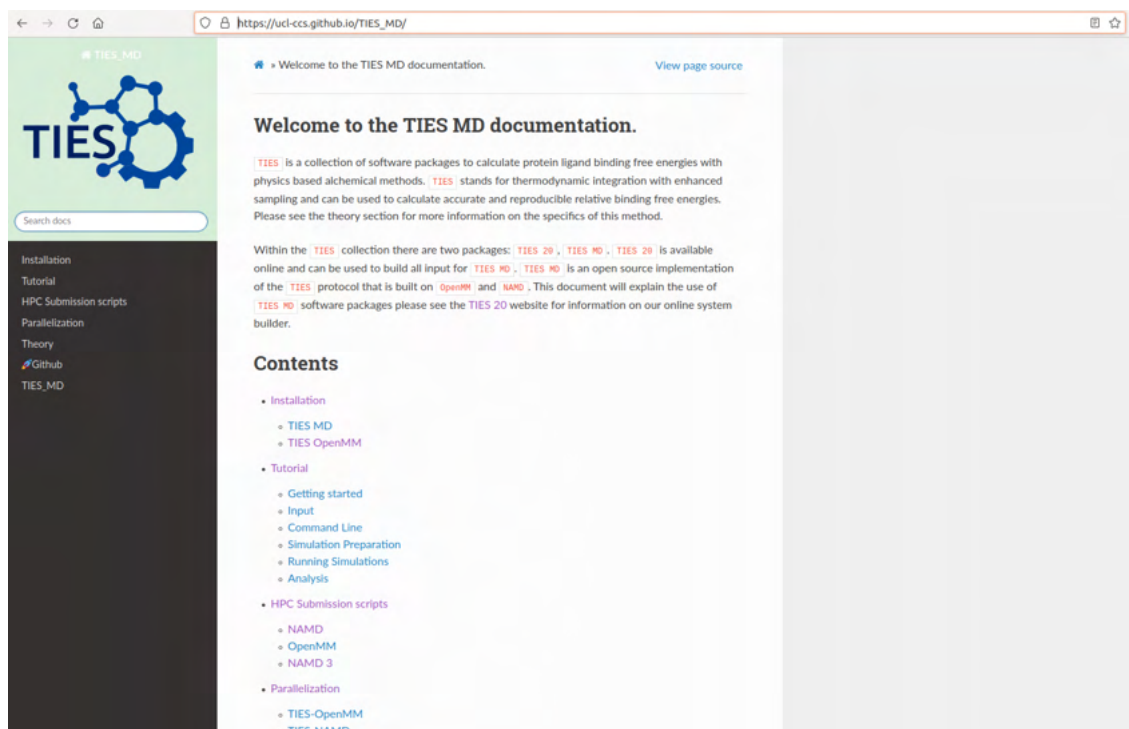 https://ucl-ccs.github.io/TIES_MD/
TIES_MD
TIES
Search docs
Installation
Tutorial
HPC Submission scripts
Parallelization
Theory
Github
TIES_MD
» Welcome to the TIES MD documentation.
View page source
Welcome to the TIES MD documentation.
TIES is a collection of software packages to calculate protein ligand binding free energies with
physics based alchemical methods. TIES stands for thermodynamic integration with enhanced
sampling and can be used to calculate accurate and reproducible relative binding free energies.
Please see the theory section for more information on the specifics of this method.
Within the TIES collection there are two packages: TIES 20, TIES MD. TIES 20 is available
online and can be used to build all input for TIES MD. TIES MD is an open source implementation
of the TIES protocol that is built on OpenMM and NAMD. This document will explain the use of
TIES MD software packages please see the TIES 20 website for information on our online system
builder.
Contents
• Installation
TIES MD
TIES OpenMM
• Tutorial
Getting started
Input
Command Line
Simulation Preparation
Running Simulations
Analysis
• HPC Submission scripts
NAMD
OpenMM
NAMD 3
• Parallelization
TIES-OpenMM
TIES-NAMD